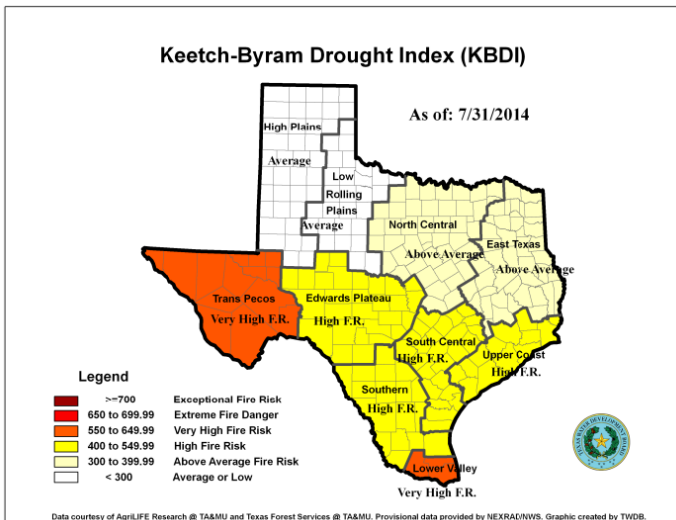 Keetch-Byram Drought Index (KBDI)
As of: 7/31/2014
High Plains
Average
Low
Rolling
Plains
Average
North Central
Above Average
East Texas
Above Average
Trans Pecos
Very High F.R.
Edwards Plateau
High F.R.
South Central
High F.R.
Upper Coast
High F.R.
Southern
High F.R.
Lower Valley
Very High F.R.
Legend
>=700 Exceptional Fire Risk
650 to 699.99 Extreme Fire Danger
550 to 649.99 Very High Fire Risk
400 to 549.99 High Fire Risk
300 to 399.99 Above Average Fire Risk
< 300 Average or Low
TEXAS WATER DEVELOPMENT BOARD
Data courtesy of AgriLIFE Research @ TA&MU and Texas Forest Services @ TA&MU. Provisional data provided by NEXRAD/NWS. Graphic created by TWDB.